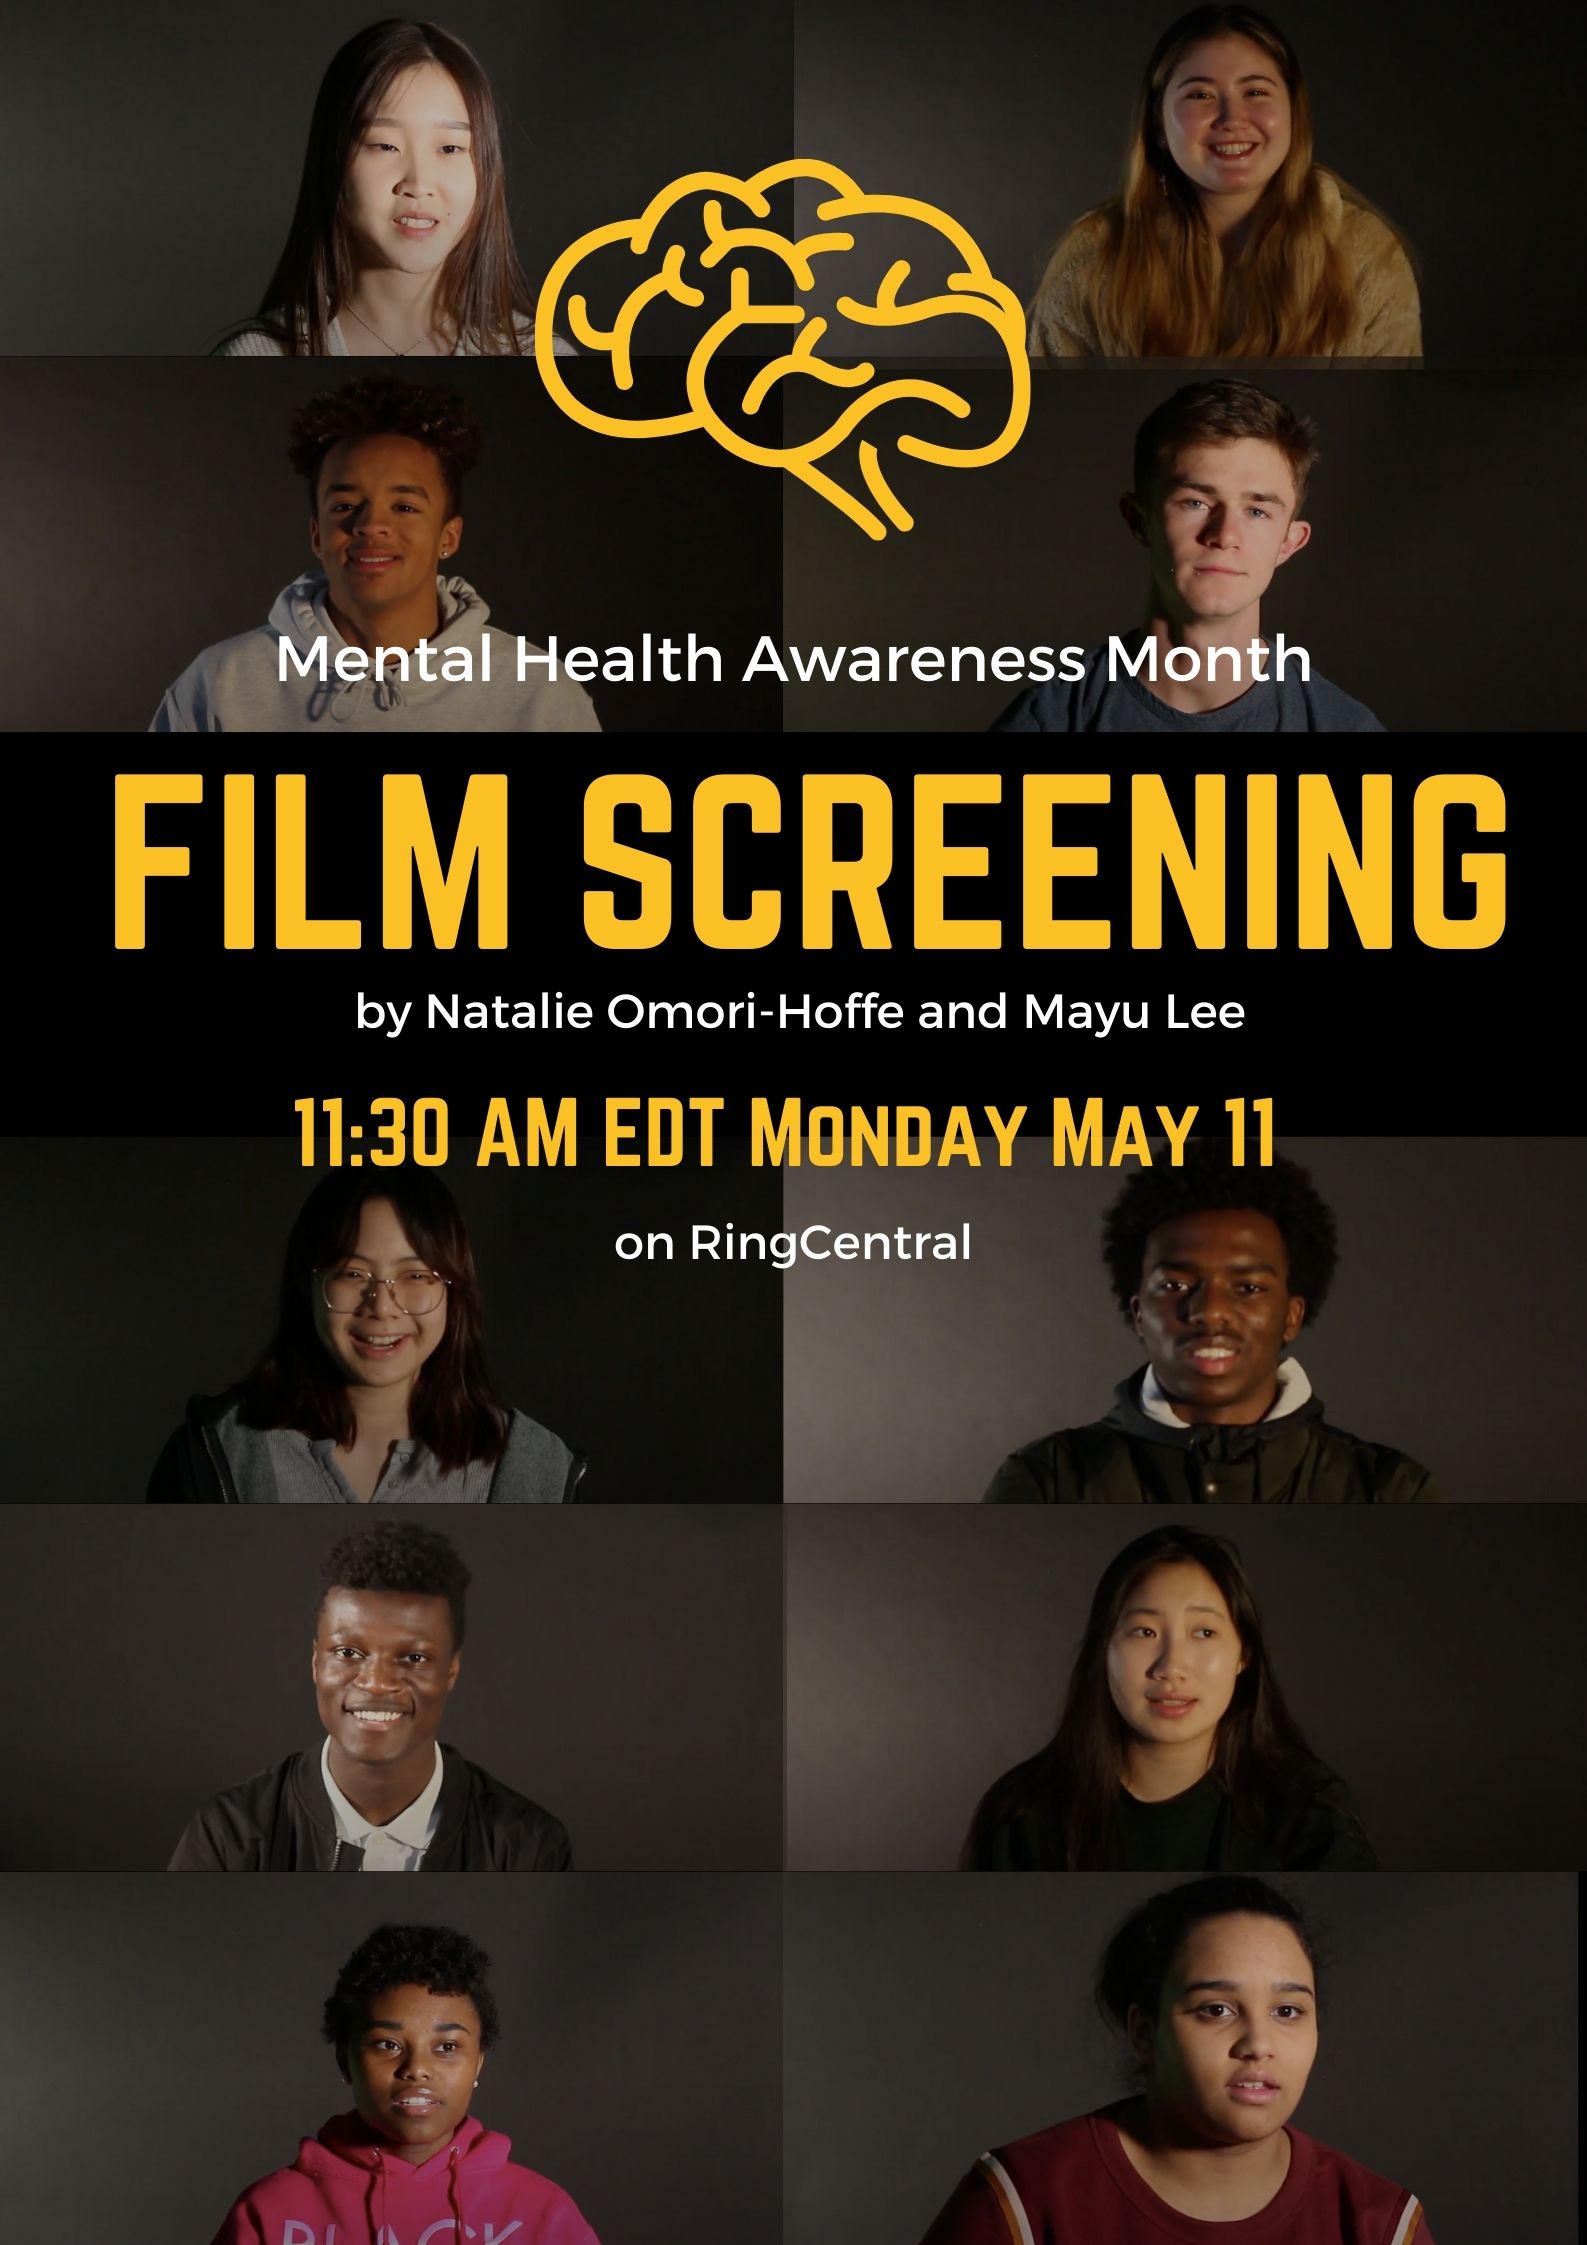 Mental Health Awareness Month
FILM SCREENING
by Natalie Omori-Hoffe and Mayu Lee
11:30 AM EDT Monday May 11
on RingCentral
BLACK